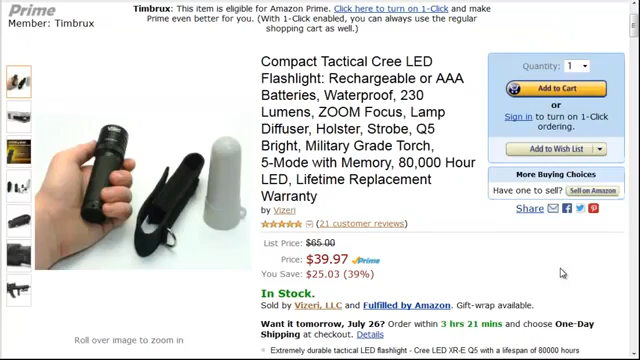 Prime
Member: Timbrux
Timbrux: This item is eligible for Amazon Prime. Click here to turn on 1-Click and make
Prime even better for you. (With 1-Click enabled, you can always use the regular
shopping cart as well.)
Compact Tactical Cree LED
Flashlight: Rechargeable or AAA
Batteries, Waterproof, 230
Lumens, ZOOM Focus, Lamp
Diffuser, Holster, Strobe, Q5
Bright, Military Grade Torch,
5-Mode with Memory, 80,000 Hour
LED, Lifetime Replacement
Warranty
by Vizeri
(21 customer reviews)
List Price: $65.00
Price: $39.97 Prime
You Save: $25.03 (39%)
In Stock.
Sold by Vizeri, LLC and Fulfilled by Amazon. Gift-wrap available.
Want it tomorrow, July 26? Order within 3 hrs 21 mins and choose One-Day
Shipping at checkout. Details
Extremely durable tactical LED flashlight - Cree LED XR-E Q5 with a lifespan of 80000 hours
Roll over image to zoom in
Quantity: 1
Add to Cart
or
Sign in to turn on 1-Click
ordering.
Add to Wish List
More Buying Choices
Have one to sell? Sell on Amazon
Share